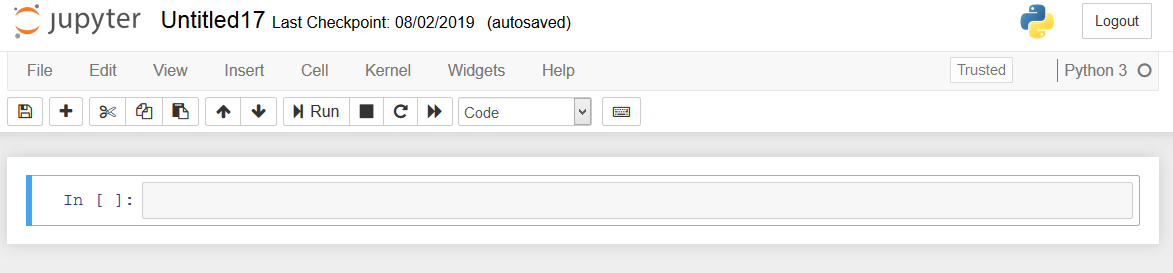 jupyter Untitled17 Last Checkpoint: 08/02/2019 (autosaved) Logout
File Edit View Insert Cell Kernel Widgets Help Trusted Python 3
Run Code
In [ ]: